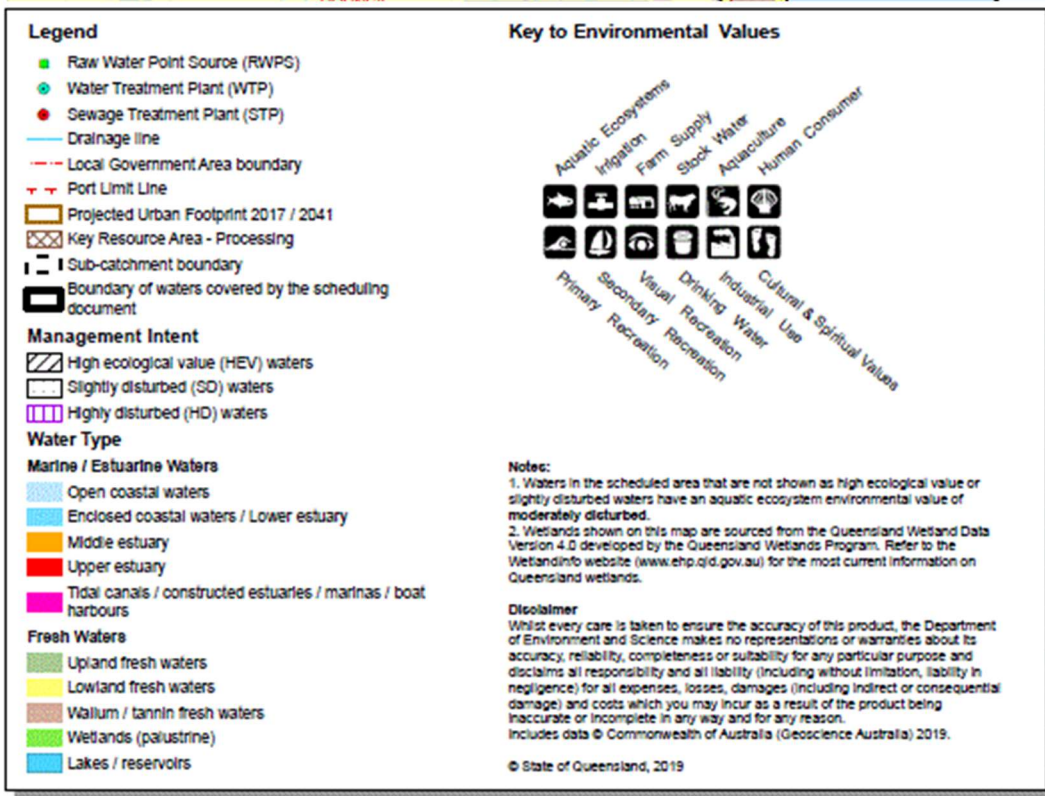 Legend
Raw Water Point Source (RWPS)
Water Treatment Plant (WTP)
Sewage Treatment Plant (STP)
Drainage line
Local Government Area boundary
Port Limit Line
Projected Urban Footprint 2017 / 2041
Key Resource Area - Processing
Sub-catchment boundary
Boundary of waters covered by the scheduling
document
Management Intent
High ecological value (HEV) waters
Slightly disturbed (SD) waters
Highly disturbed (HD) waters
Water Type
Marine / Estuarine Waters
Open coastal waters
Enclosed coastal waters / Lower estuary
Middle estuary
Upper estuary
Tidal canals / constructed estuaries / marinas / boat
harbours
Fresh Waters
Upland fresh waters
Lowland fresh waters
Wallum / tannin fresh waters
Wetlands (palustrine)
Lakes / reservoirs
Key to Environmental Values
Aquatic Ecosystems
Irrigation
Farm Supply
Stock Water
Aquaculture
Human Consumer
Primary Recreation
Secondary Recreation
Visual Recreation
Drinking Water
Industrial Use
Cultural & Spiritual Values
Notes:
1. Waters in the scheduled area that are not shown as high ecological value or
slightly disturbed waters have an aquatic ecosystem environmental value of
moderately disturbed.
2. Wetlands shown on this map are sourced from the Queensland Wetland Data
Version 4.0 developed by the Queensland Wetlands Program. Refer to the
WetlandInfo website (www.ehp.qld.gov.au) for the most current information on
Queensland wetlands.
Disclaimer
Whilst every care is taken to ensure the accuracy of this product, the Department
of Environment and Science makes no representations or warranties about its
accuracy, reliability, completeness or suitability for any particular purpose and
disclaims all responsibility and all liability (including without limitation, liability in
negligence) for all expenses, losses, damages (including indirect or consequential
damage) and costs which you may incur as a result of the product being
inaccurate or incomplete in any way and for any reason.
Includes data © Commonwealth of Australia (Geoscience Australia) 2019.
© State of Queensland, 2019